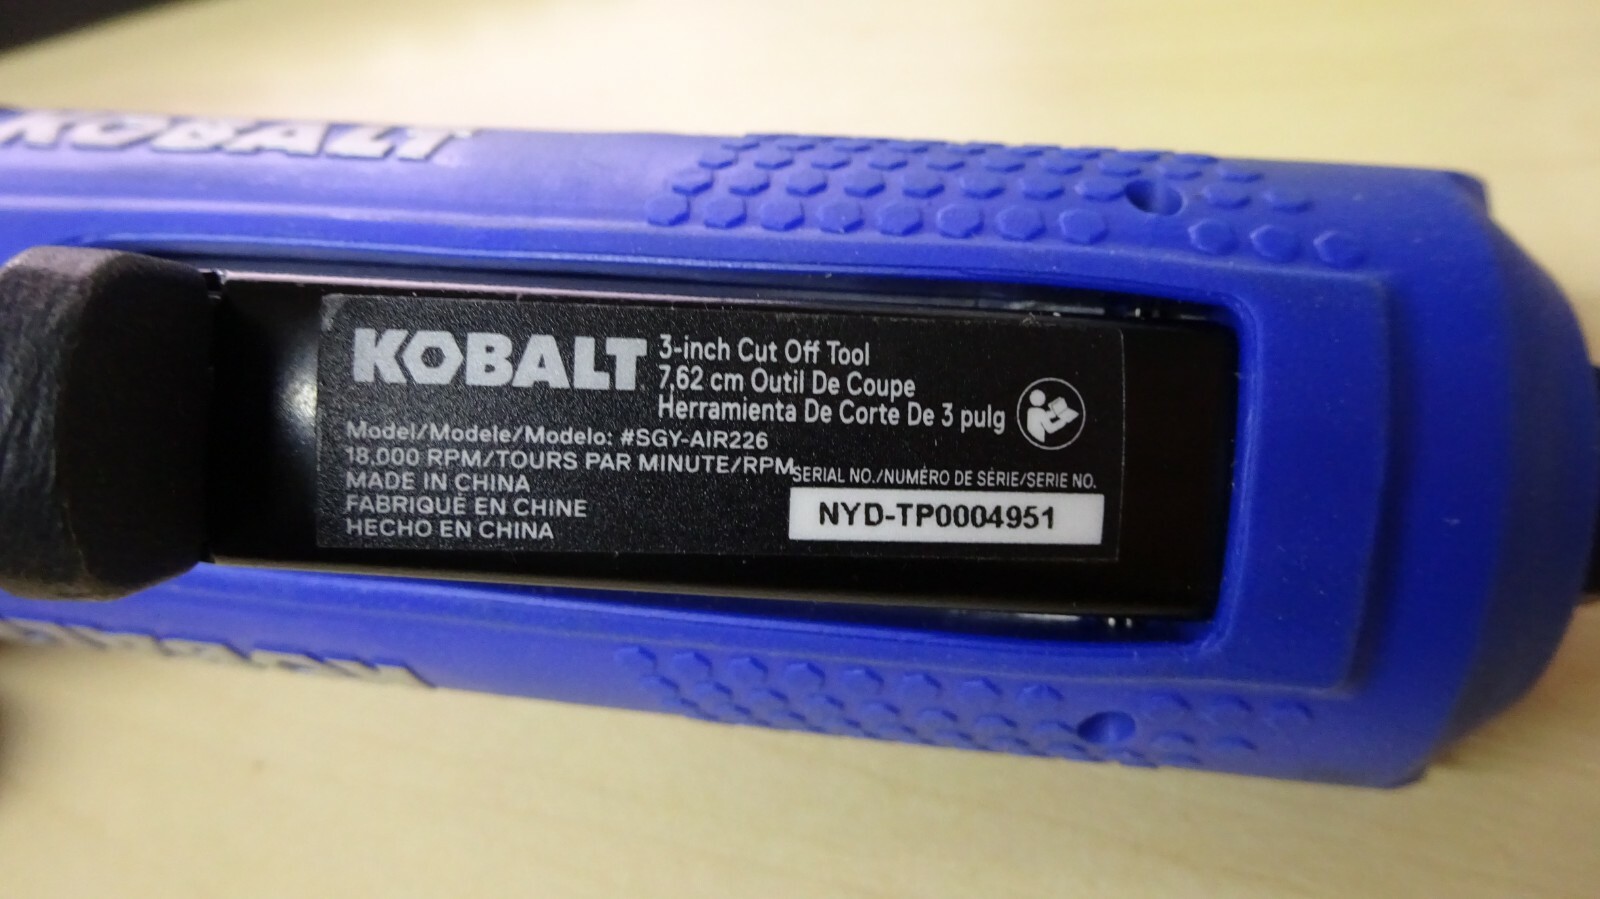 KOBALT
KOBALT
3-inch Cut Off Tool
7,62 cm Outil De Coupe
Herramienta De Corte De 3 pulg
Model/Modele/Modelo: #SGY-AIR226
18.000 RPM/TOURS PAR MINUTE/RPM
MADE IN CHINA
FABRIQUÉ EN CHINE
HECHO EN CHINA
SERIAL NO./NUMÉRO DE SÉRIE/SERIE NO.
NYD-TP0004951